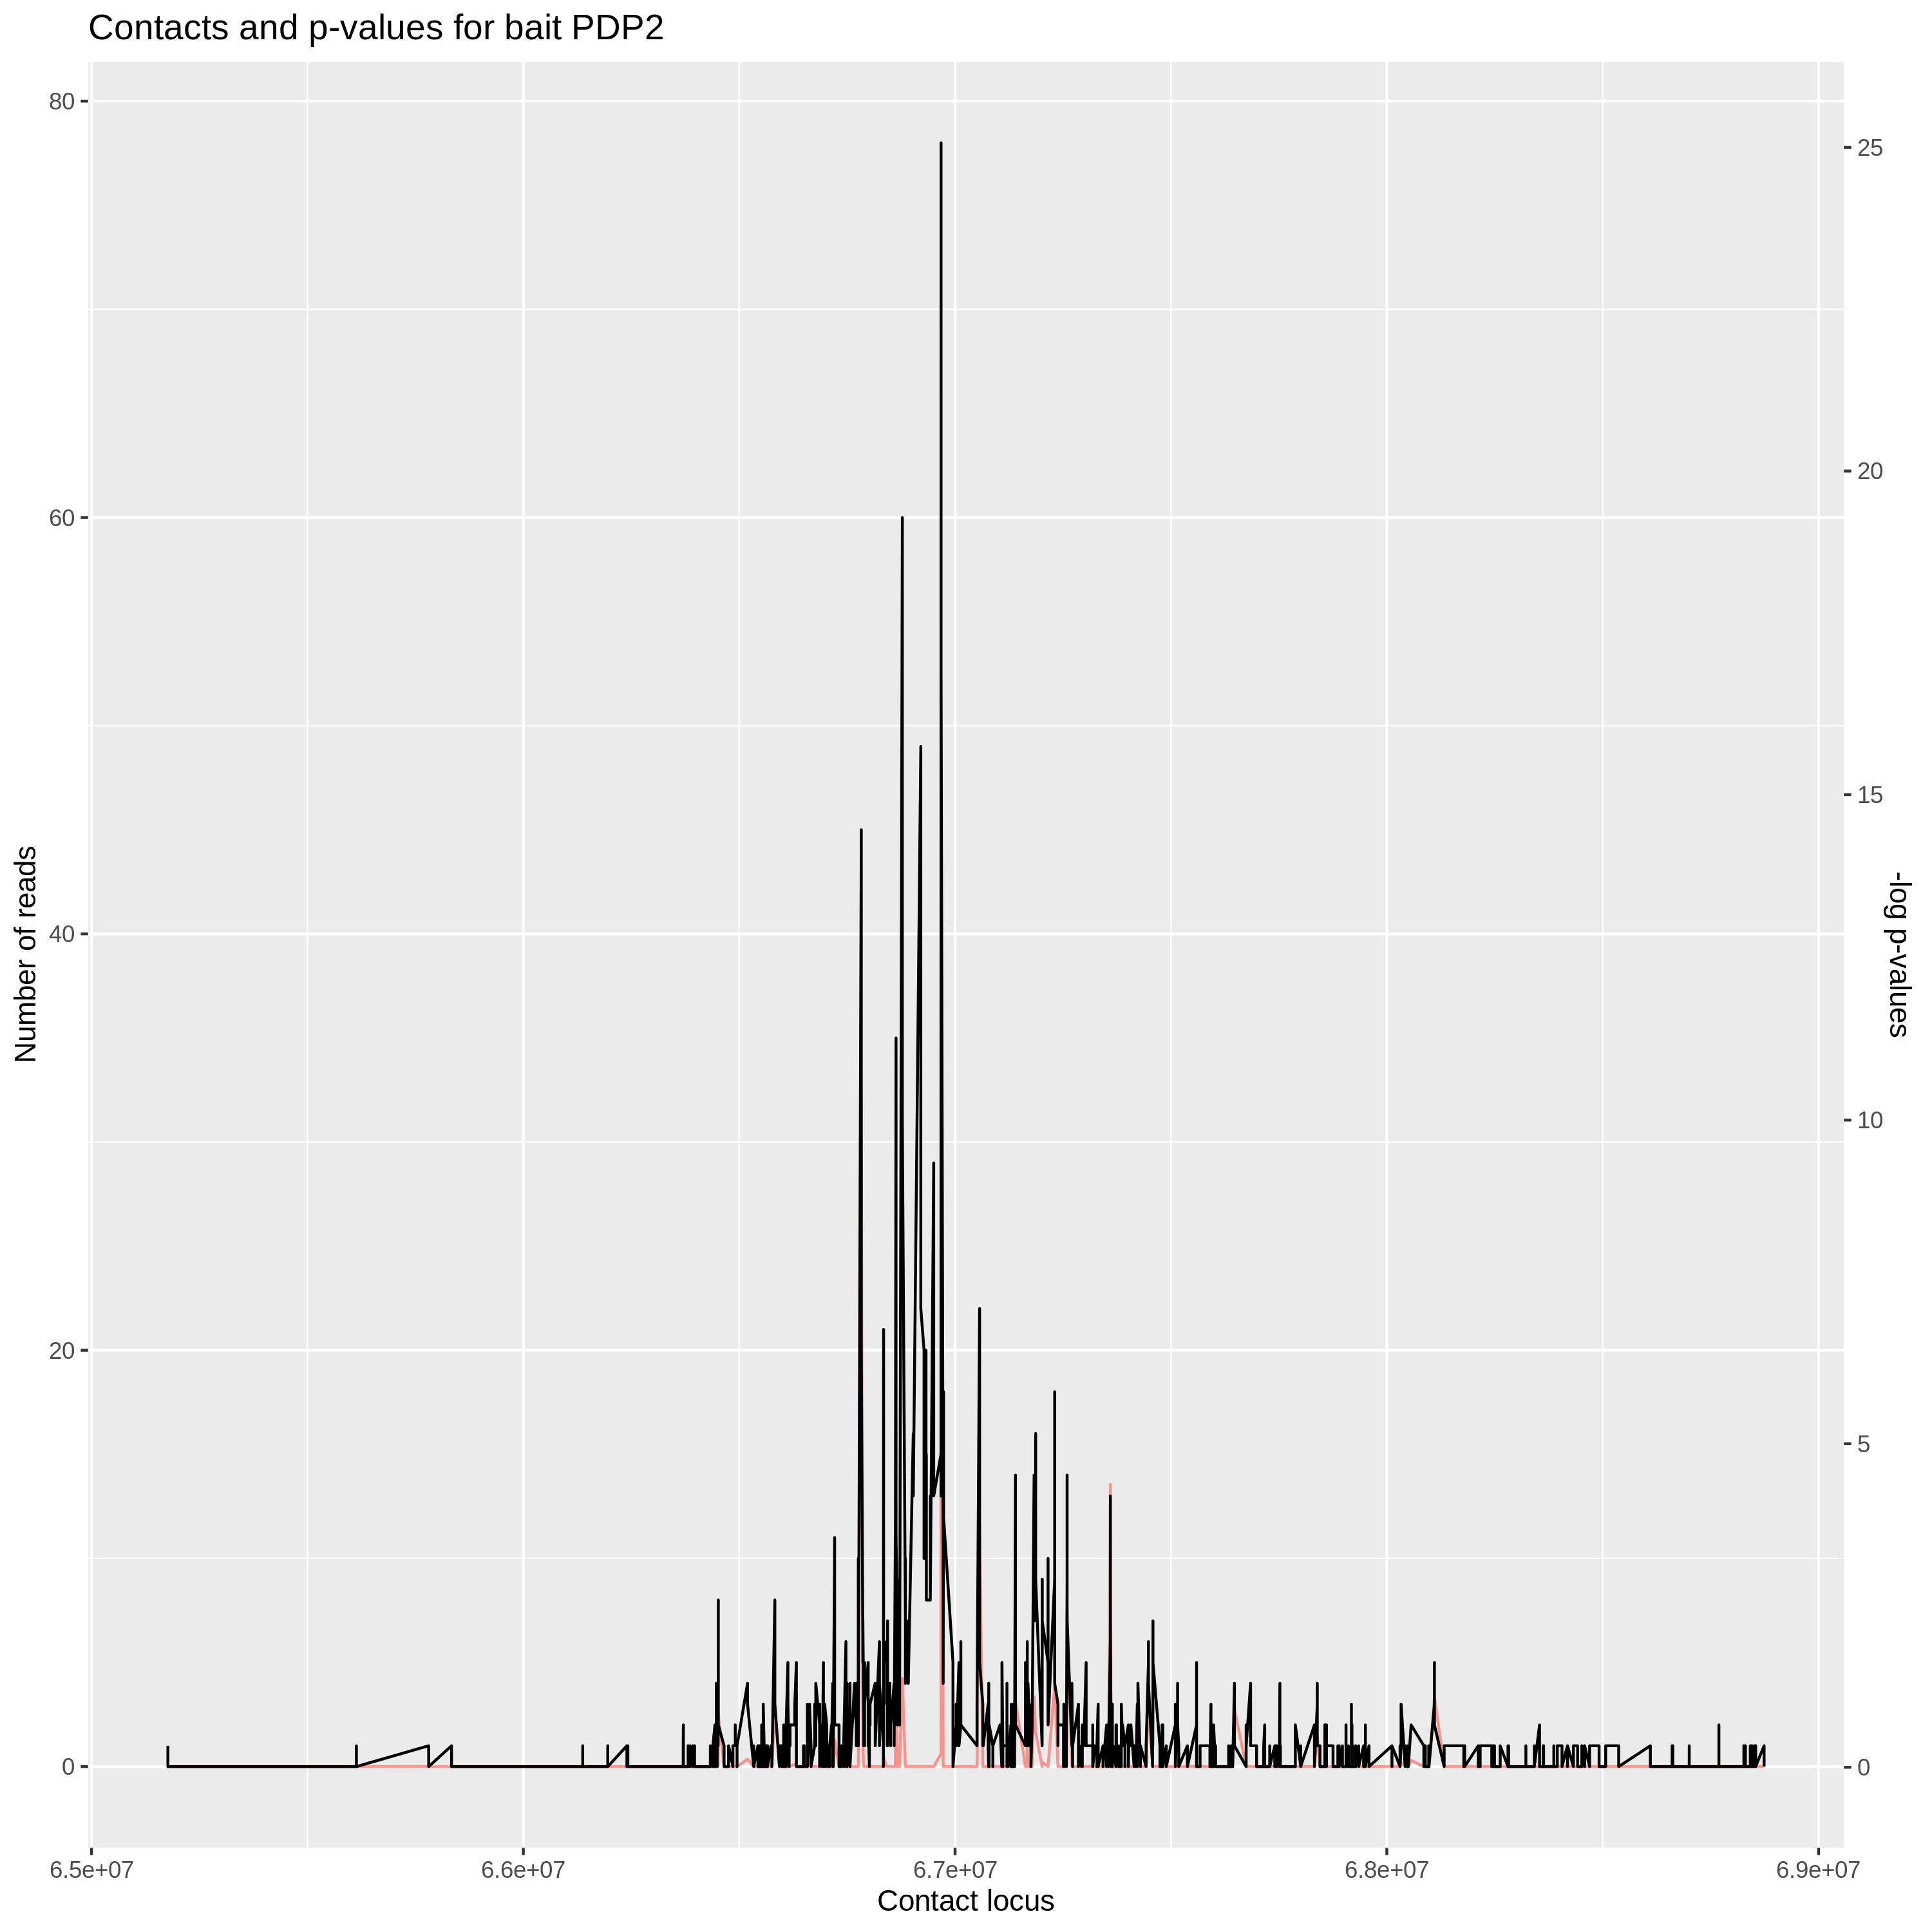 Contacts and p-values for bait PDP2
80
60
40
20
0
Number of reads
25
20
15
10
5
0
-log p-values
6.5e+07
6.6e+07
6.7e+07
6.8e+07
6.9e+07
Contact locus